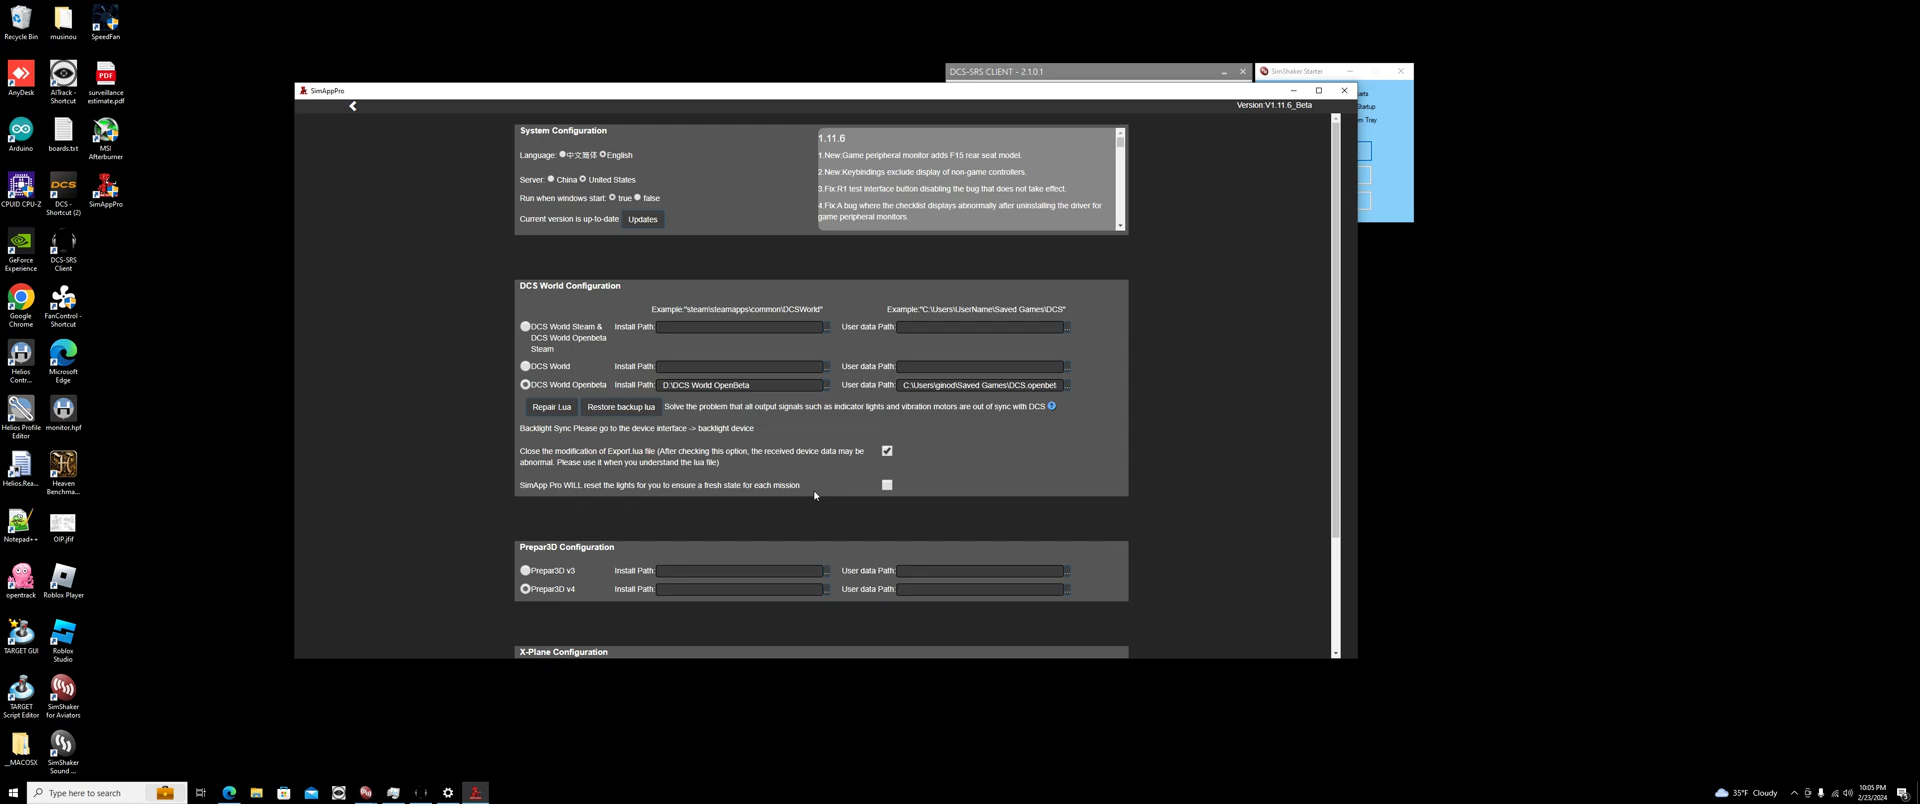 Recycle Bin
musinou
SpeedFan
AnyDesk
AITrack -
Shortcut
surveillance
estimate.pdf
Arduino
boards.txt
MSI
Afterburner
CPUID CPU-Z
DCS -
Shortcut (2)
SimAppPro
GeForce
Experience
DCS-SRS
Client
Google
Chrome
FanControl -
Shortcut
Helios
Contr...
Microsoft
Edge
Helios Profile
Editor
monitor.hpf
Helios.Rea...
Heaven
Benchma...
Notepad++
OIP.jfif
opentrack
Roblox Player
TARGET GUI
Roblox
Studio
TARGET
Script Editor
SimShaker
for Aviators
__MACOSX
SimShaker
Sound ...
DCS-SRS CLIENT - 2.1.0.1
SimShaker Starter
arts
Startup
m Tray
SimAppPro
Version:V1.11.6_Beta
System Configuration
Language: 中文简体 English
Server: China United States
Run when windows start: true false
Current version is up-to-date Updates
1.11.6
1.New:Game peripheral monitor adds F15 rear seat model.
2.New:Keybindings exclude display of non-game controllers.
3.Fix:R1 test interface button disabling the bug that does not take effect.
4.Fix:A bug where the checklist displays abnormally after uninstalling the driver for
game peripheral monitors.
DCS World Configuration
Example:"steam\steamapps\common\DCSWorld" Example:"C:\Users\UserName\Saved Games\DCS"
DCS World Steam &
DCS World Openbeta
Steam
Install Path: ... User data Path: ...
DCS World Install Path: ... User data Path: ...
DCS World Openbeta Install Path: D:\DCS World OpenBeta ... User data Path: C:\Users\ginod\Saved Games\DCS.openbet ...
Repair Lua Restore backup lua Solve the problem that all output signals such as indicator lights and vibration motors are out of sync with DCS ?
Backlight Sync Please go to the device interface -> backlight device
Close the modification of Export.lua file (After checking this option, the received device data may be
abnormal. Please use it when you understand the lua file)
SimApp Pro WILL reset the lights for you to ensure a fresh state for each mission
Prepar3D Configuration
Prepar3D v3 Install Path: ... User data Path: ...
Prepar3D v4 Install Path: ... User data Path: ...
X-Plane Configuration
Type here to search
35°F Cloudy
10:05 PM
2/23/2024